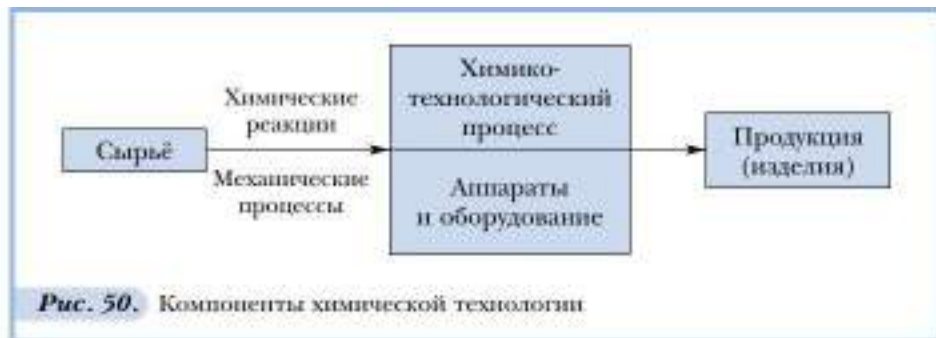 Сырьё
Химические
реакции
Механические
процессы
Химико-
технологический
процесс
Аппараты
и оборудование
Продукция
(изделия)
Рис. 50. Компоненты химической технологии